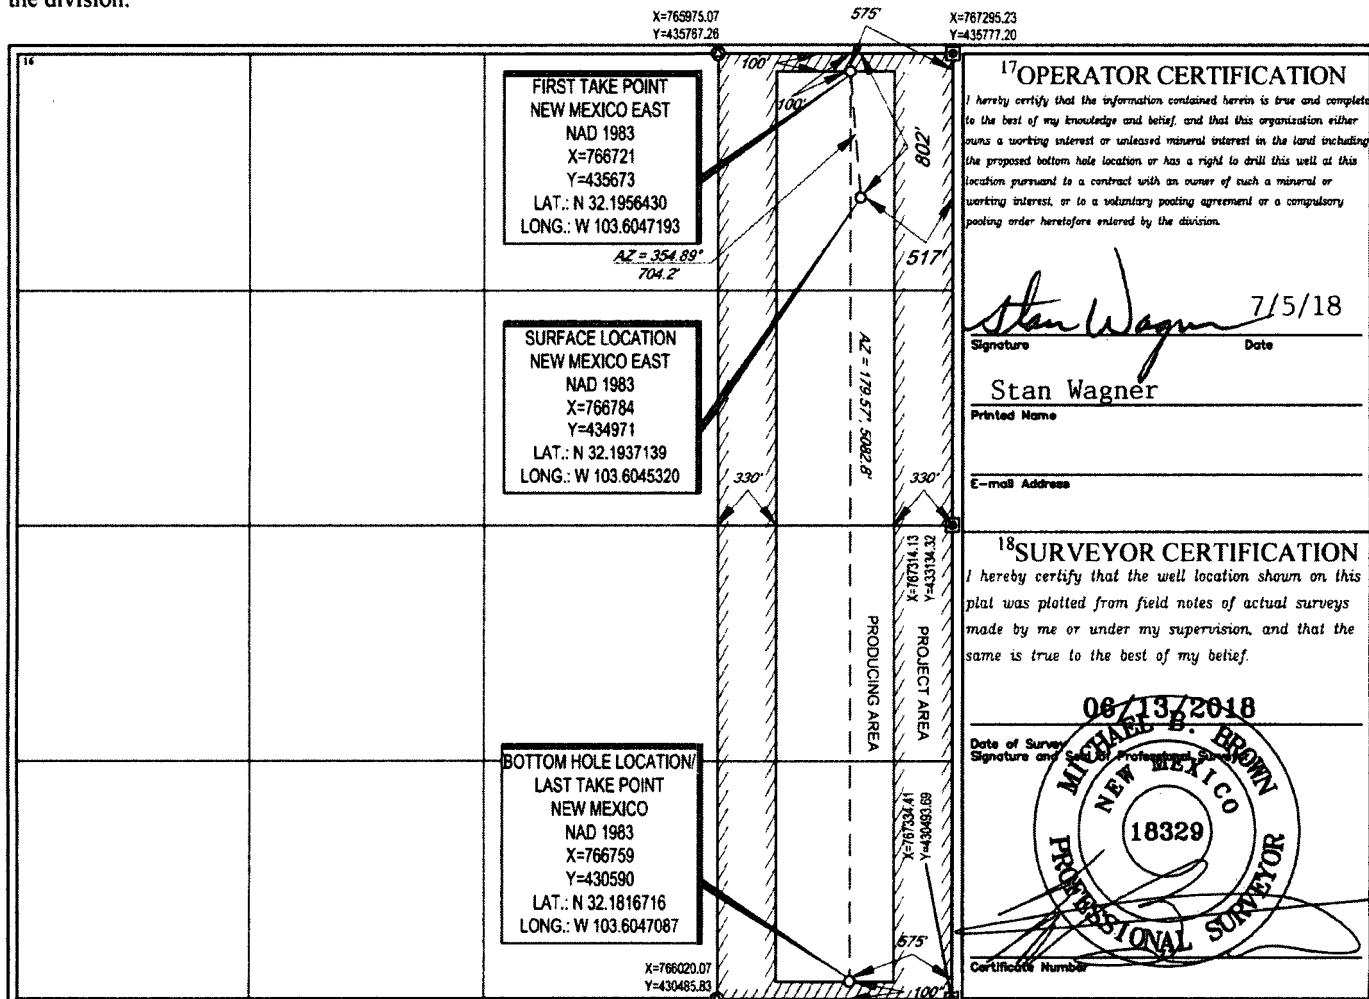 the division.
X=765975.07
Y=435767.26
575'
X=767295.23
Y=435777.20
16
100'
100'
FIRST TAKE POINT
NEW MEXICO EAST
NAD 1983
X=766721
Y=435673
LAT.: N 32.1956430
LONG.: W 103.6047193
802'
517'
AZ = 354.89°
704.2'
SURFACE LOCATION
NEW MEXICO EAST
NAD 1983
X=766784
Y=434971
LAT.: N 32.1937139
LONG.: W 103.6045320
AZ = 179.57°, 5082.8'
330'
330'
X=767314.13
Y=433134.32
PRODUCING AREA
PROJECT AREA
BOTTOM HOLE LOCATION/
LAST TAKE POINT
NEW MEXICO
NAD 1983
X=766759
Y=430590
LAT.: N 32.1816716
LONG.: W 103.6047087
X=767334.41
Y=430493.69
575'
X=766020.07
Y=430485.83
100'
17 OPERATOR CERTIFICATION
I hereby certify that the information contained herein is true and complete
to the best of my knowledge and belief, and that this organization either
owns a working interest or unleased mineral interest in the land including
the proposed bottom hole location or has a right to drill this well at this
location pursuant to a contract with an owner of such a mineral or
working interest, or to a voluntary pooling agreement or a compulsory
pooling order heretofore entered by the division.
Stan Wagner 7/5/18
Signature Date
Stan Wagner
Printed Name
E-mail Address
18 SURVEYOR CERTIFICATION
I hereby certify that the well location shown on this
plat was plotted from field notes of actual surveys
made by me or under my supervision, and that the
same is true to the best of my belief.
06/13/2018
Date of Survey
Signature and Seal of Professional Surveyor
MICHAEL B. BROWN
NEW MEXICO
18329
PROFESSIONAL SURVEYOR
Certificate Number